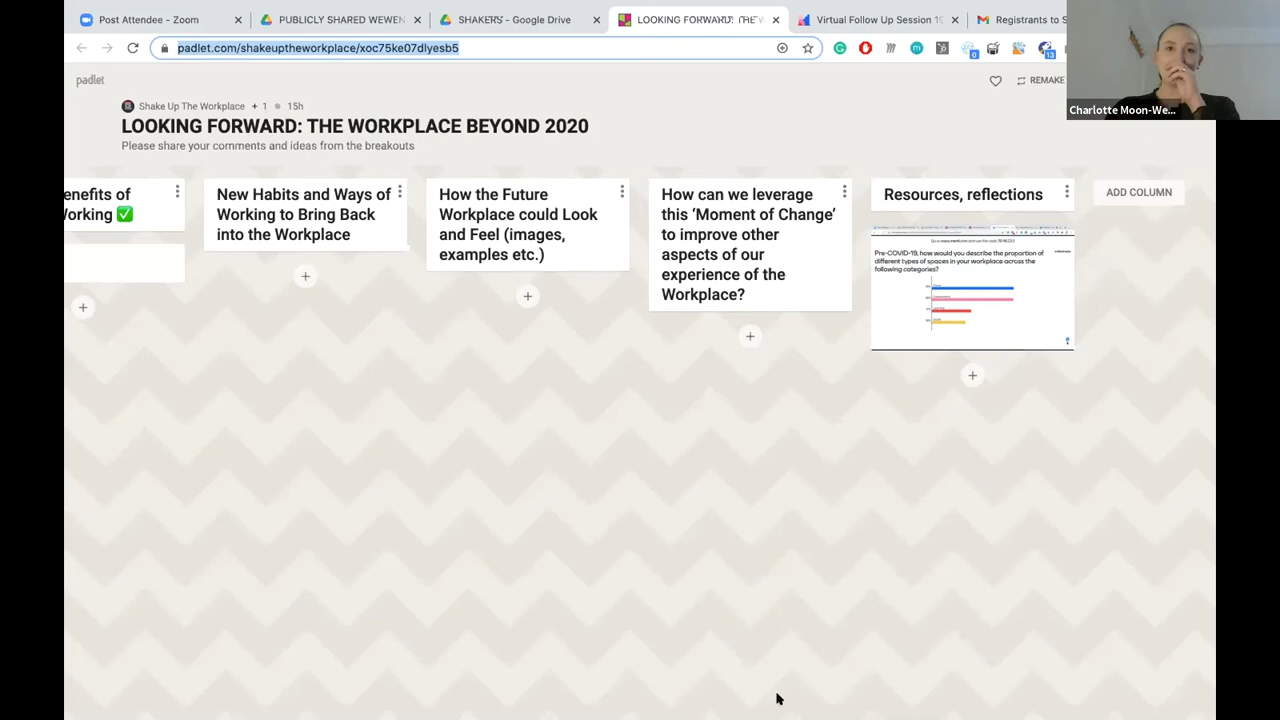 Post Attendee - Zoom
PUBLICLY SHARED WEWEN
SHAKERS - Google Drive
LOOKING FORWARD: THE W
Virtual Follow Up Session 19
Registrants to S
padlet.com/shakeuptheworkplace/xoc75ke07dlyesb5
0
13
padlet
REMAKE
Charlotte Moon-We...
Shake Up The Workplace + 1 15h
LOOKING FORWARD: THE WORKPLACE BEYOND 2020
Please share your comments and ideas from the breakouts
enefits of
Working ✅
New Habits and Ways of
Working to Bring Back
into the Workplace
How the Future
Workplace could Look
and Feel (images,
examples etc.)
How can we leverage
this ‘Moment of Change’
to improve other
aspects of our
experience of the
Workplace?
Resources, reflections
Pre-COVID-19, how would you describe the proportion of
different types of spaces in your workplace across the
following categories?
ADD COLUMN